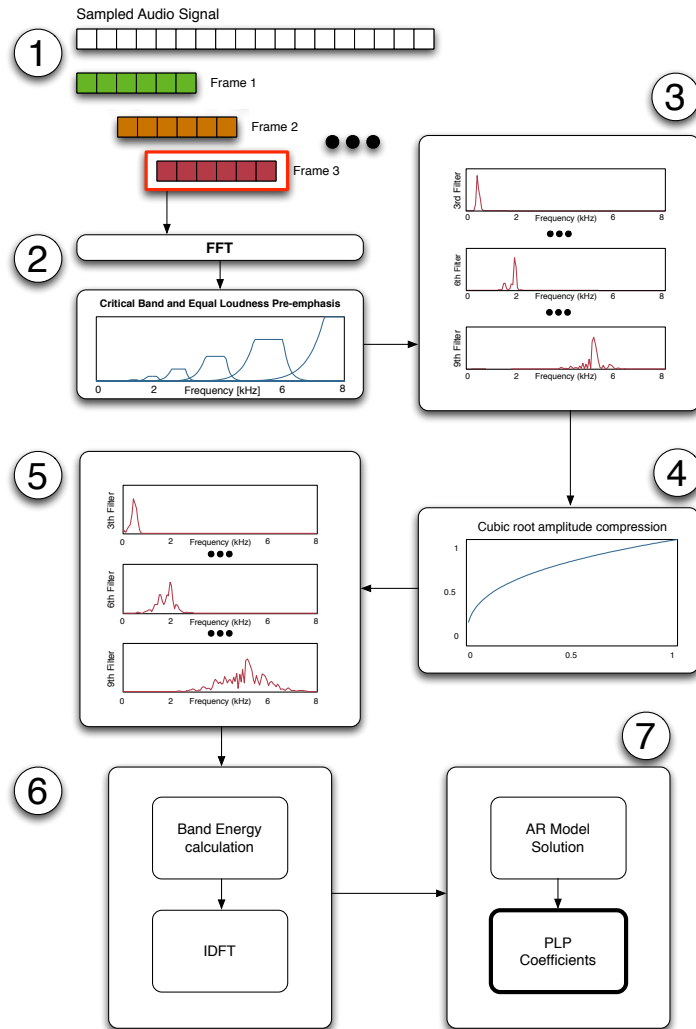 Sampled Audio Signal
1
Frame 1
Frame 2
Frame 3
2
FFT
Critical Band and Equal Loudness Pre-emphasis
0 2 4 6 8
Frequency [kHz]
3
3rd Filter
0 2 Frequency (kHz) 6 8
6th Filter
0 2 Frequency (kHz) 6 8
9th Filter
0 2 Frequency (kHz) 6 8
4
Cubic root amplitude compression
1
0.5
0
0 0.5 1
5
3th Filter
0 2 Frequency (kHz) 6 8
6th Filter
0 2 Frequency (kHz) 6 8
9th Filter
0 2 Frequency (kHz) 6 8
6
Band Energy
calculation
IDFT
7
AR Model
Solution
PLP
Coefficients